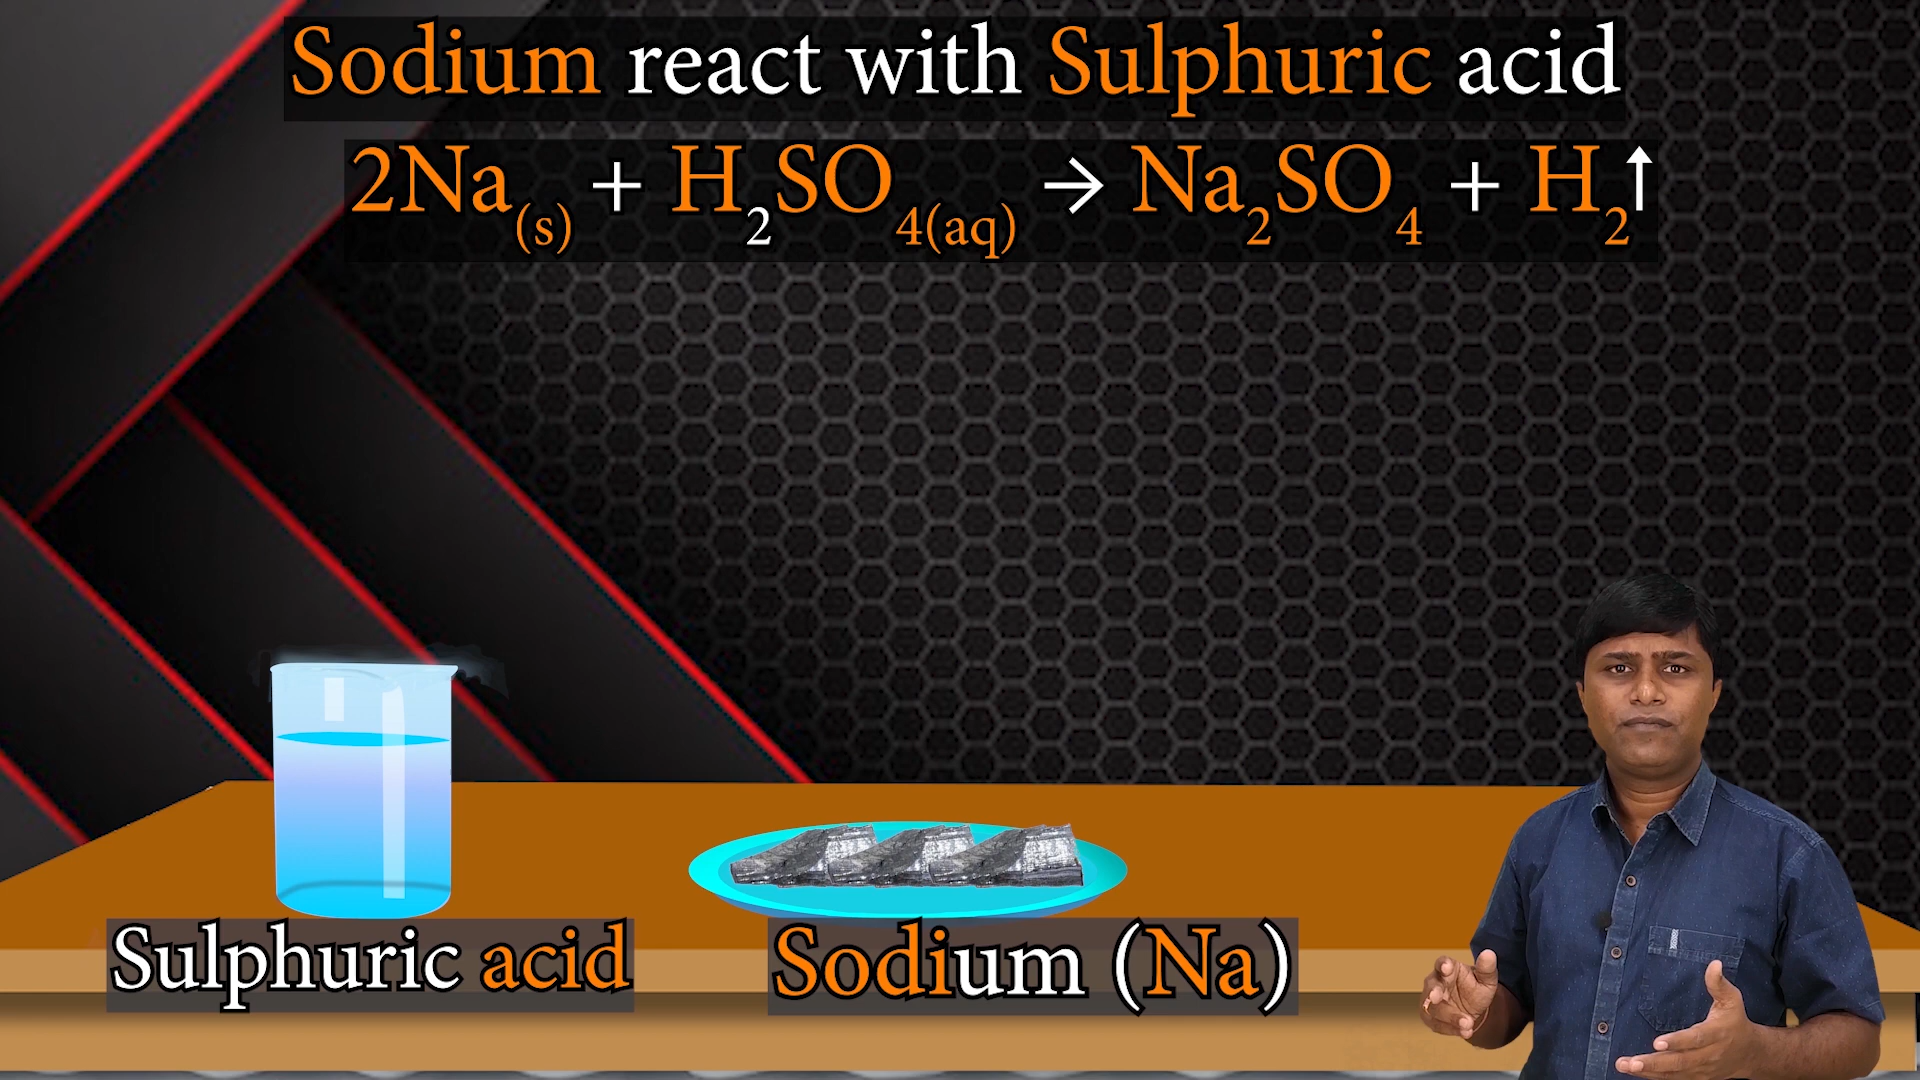 Sodium react with Sulphuric acid
2Na(s) + H2SO4(aq) → Na2SO4 + H2↑
Sulphuric acid
Sodium (Na)